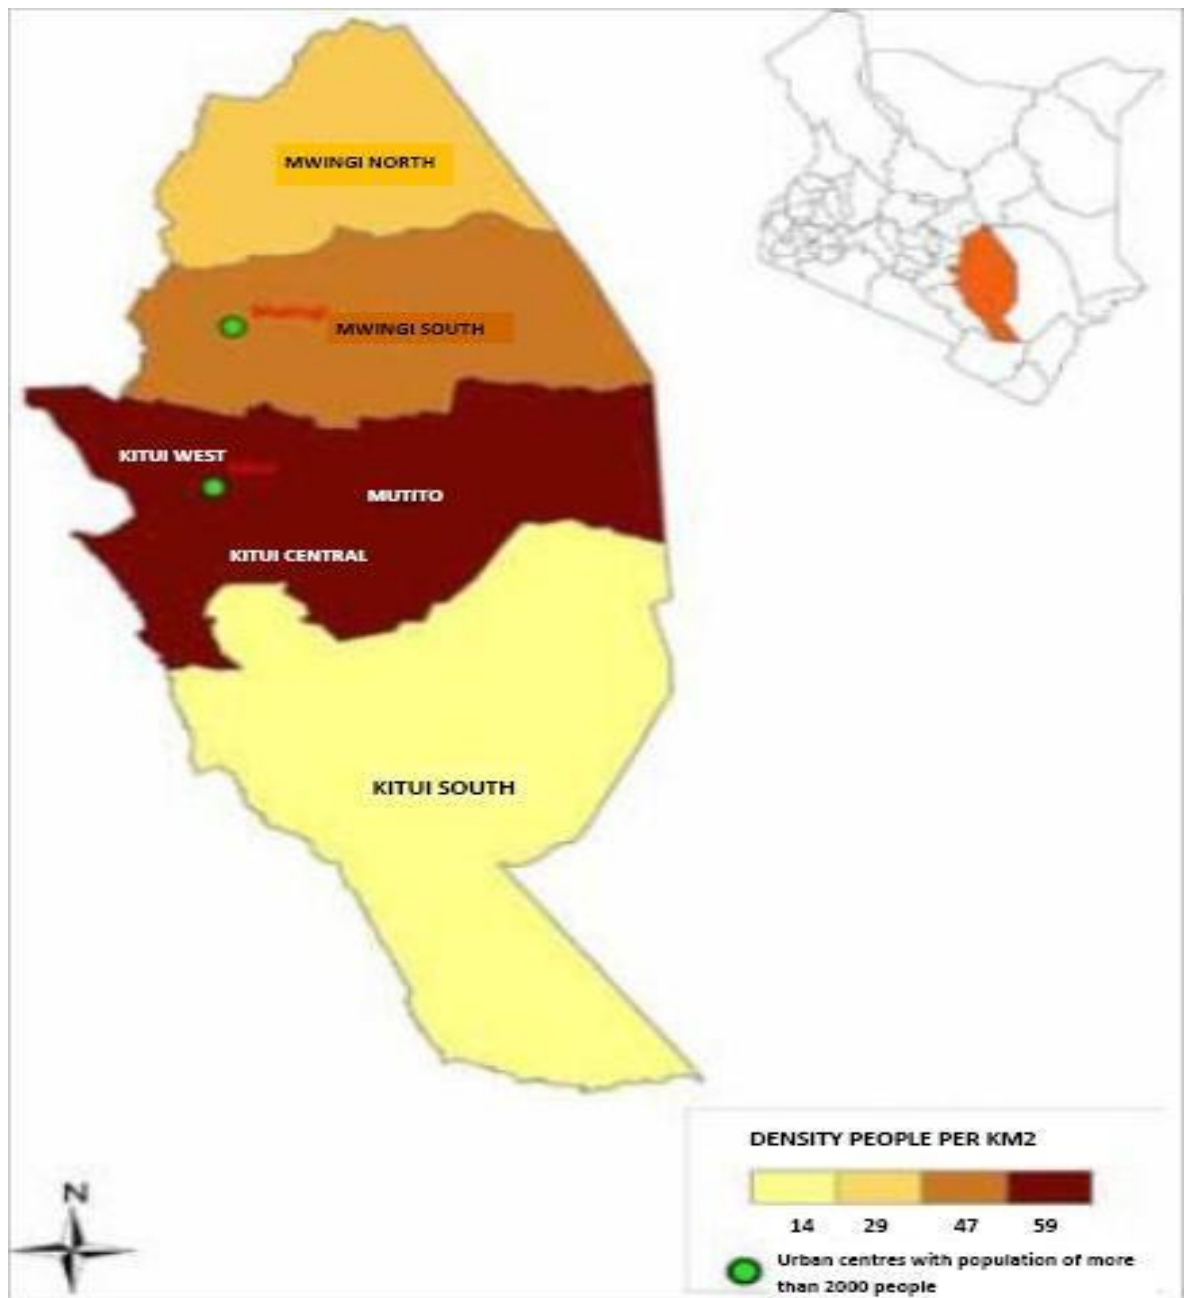 MWINGI NORTH
MWINGI SOUTH
KITUI WEST
MUTITO
KITUI CENTRAL
KITUI SOUTH
DENSITY PEOPLE PER KM2
14 29 47 59
Urban centres with population of more
than 2000 people
N